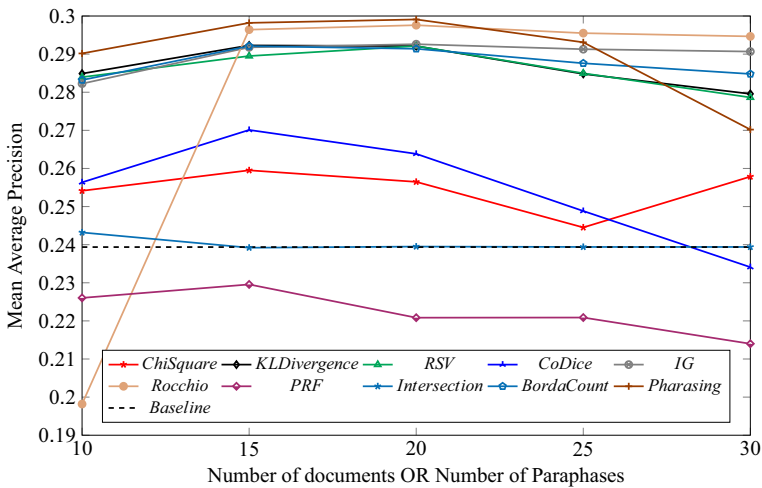 0.3
0.29
0.28
0.27
0.26
0.25
0.24
0.23
0.22
0.21
0.2
0.19
Mean Average Precision
ChiSquare KLDivergence RSV CoDice IG
Rocchio PRF Intersection BordaCount Pharasing
Baseline
10 15 20 25 30
Number of documents OR Number of Paraphases